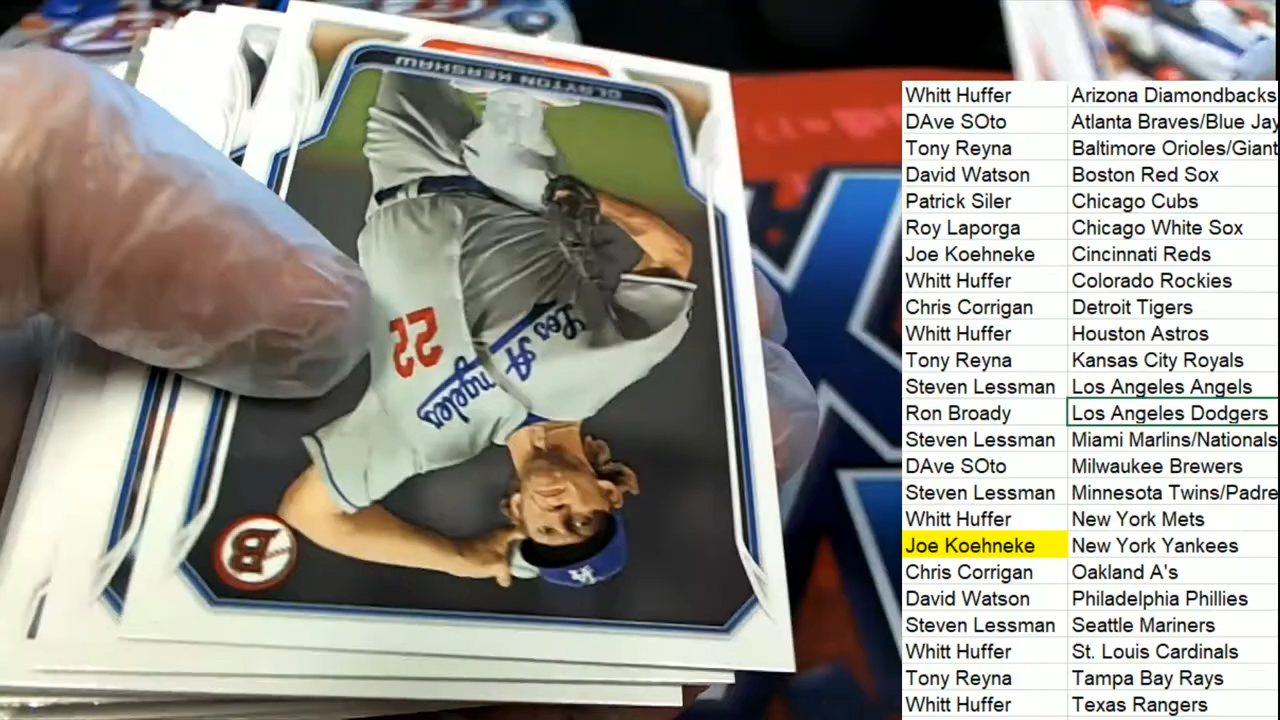 CLAYTON KERSHAW
Los Angeles
22
B
LA
Whitt Huffer Arizona Diamondbacks
DAve SOto Atlanta Braves/Blue Jay
Tony Reyna Baltimore Orioles/Giant
David Watson Boston Red Sox
Patrick Siler Chicago Cubs
Roy Laporga Chicago White Sox
Joe Koehneke Cincinnati Reds
Whitt Huffer Colorado Rockies
Chris Corrigan Detroit Tigers
Whitt Huffer Houston Astros
Tony Reyna Kansas City Royals
Steven Lessman Los Angeles Angels
Ron Broady Los Angeles Dodgers
Steven Lessman Miami Marlins/Nationals
DAve SOto Milwaukee Brewers
Steven Lessman Minnesota Twins/Padre
Whitt Huffer New York Mets
Joe Koehneke New York Yankees
Chris Corrigan Oakland A's
David Watson Philadelphia Phillies
Steven Lessman Seattle Mariners
Whitt Huffer St. Louis Cardinals
Tony Reyna Tampa Bay Rays
Whitt Huffer Texas Rangers